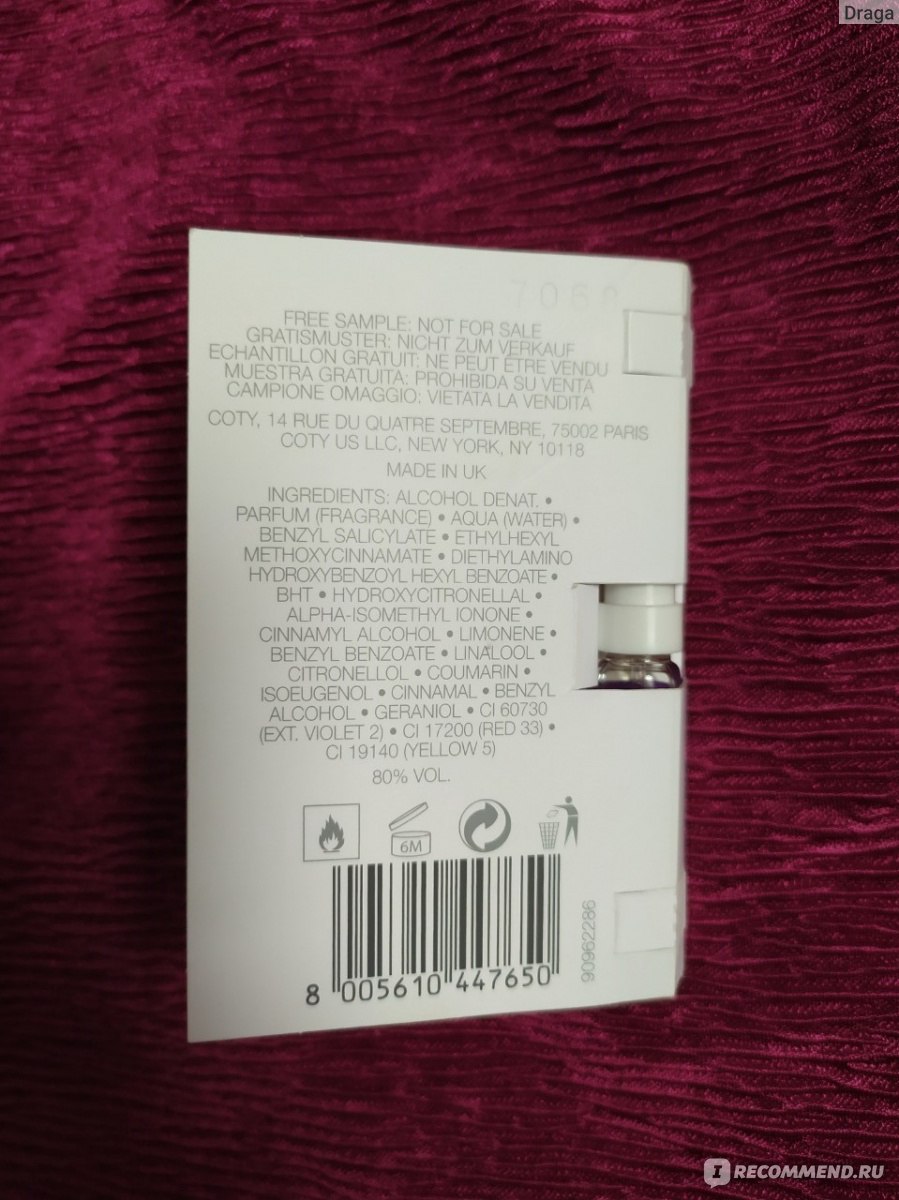 Draga
7068
FREE SAMPLE: NOT FOR SALE
GRATISMUSTER: NICHT ZUM VERKAUF
ECHANTILLON GRATUIT: NE PEUT ÊTRE VENDU
MUESTRA GRATUITA: PROHIBIDA SU VENTA
CAMPIONE OMAGGIO: VIETATA LA VENDITA
COTY, 14 RUE DU QUATRE SEPTEMBRE, 75002 PARIS
COTY US LLC, NEW YORK, NY 10118
MADE IN UK
INGREDIENTS: ALCOHOL DENAT. •
PARFUM (FRAGRANCE) • AQUA (WATER) •
BENZYL SALICYLATE • ETHYLHEXYL
METHOXYCINNAMATE • DIETHYLAMINO
HYDROXYBENZOYL HEXYL BENZOATE •
BHT • HYDROXYCITRONELLAL •
ALPHA-ISOMETHYL IONONE •
CINNAMYL ALCOHOL • LIMONENE •
BENZYL BENZOATE • LINALOOL •
CITRONELLOL • COUMARIN •
ISOEUGENOL • CINNAMAL • BENZYL
ALCOHOL • GERANIOL • CI 60730
(EXT. VIOLET 2) • CI 17200 (RED 33) •
CI 19140 (YELLOW 5)
80% VOL.
6M
90962286
8 005610 447650
IRECOMMEND.RU